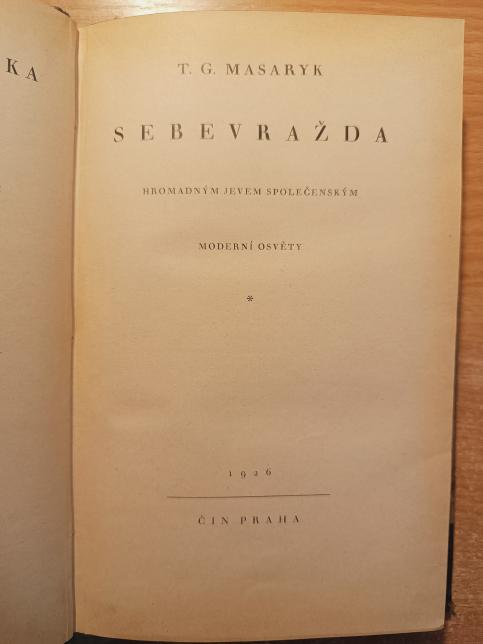 KA
T. G. MASARYK
SEBEVRAŽDA
HROMADNÝM JEVEM SPOLEČENSKÝM
MODERNÍ OSVĚTY
*
1926
ČIN PRAHA